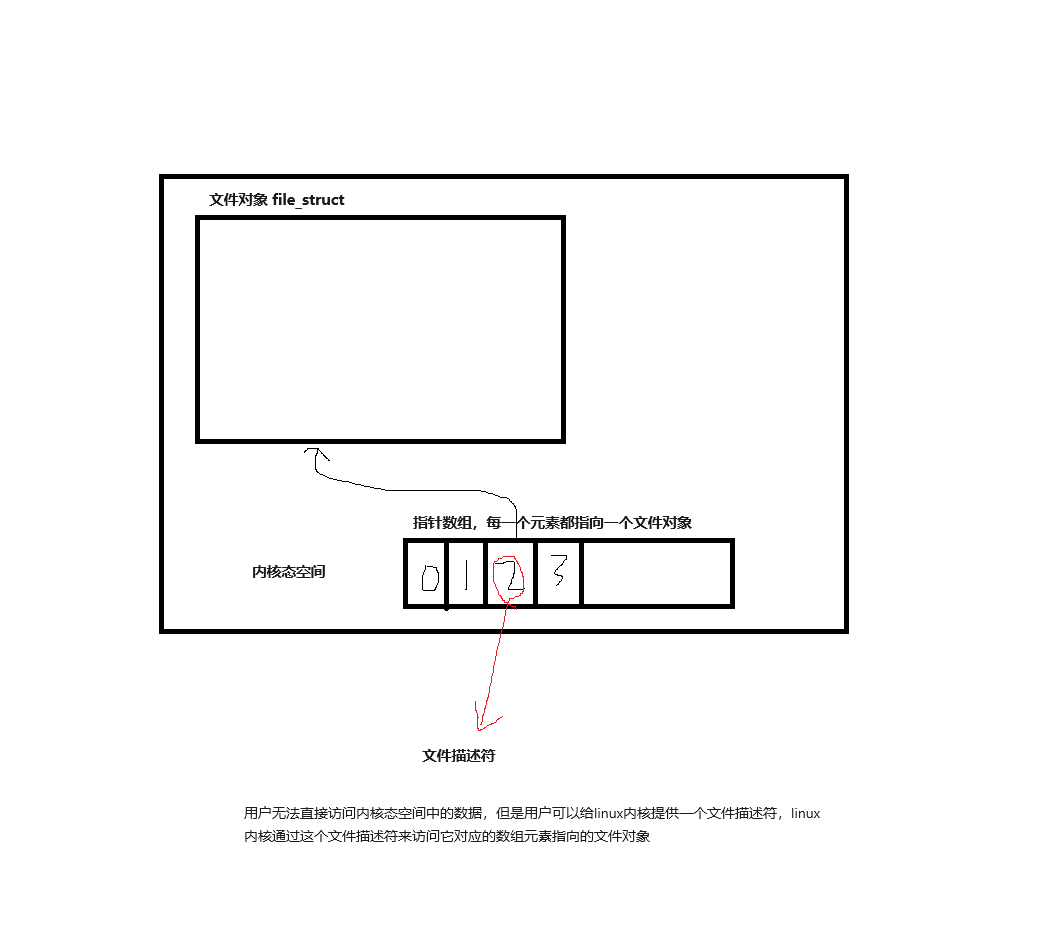 文件对象 file_struct
指针数组，每一个元素都指向一个文件对象
内核态空间
0 1 2 3
文件描述符
用户无法直接访问内核态空间中的数据，但是用户可以给linux内核提供一个文件描述符，linux
内核通过这个文件描述符来访问它对应的数组元素指向的文件对象